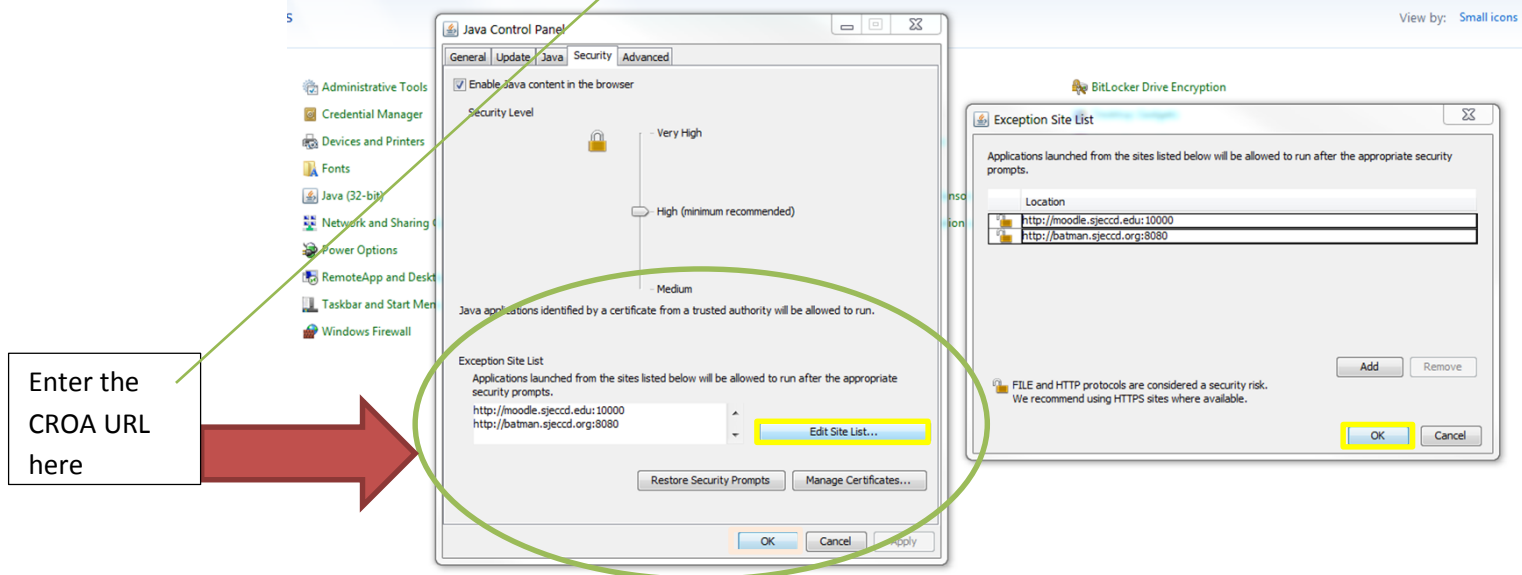 s
View by: Small icons
Administrative Tools
Credential Manager
Devices and Printers
Fonts
Java (32-bit)
Network and Sharing
Power Options
RemoteApp and Deskt
Taskbar and Start Men
Windows Firewall
BitLocker Drive Encryption
Java Control Panel
General Update Java Security Advanced
Enable Java content in the browser
Security Level
Very High
High (minimum recommended)
Medium
Java applications identified by a certificate from a trusted authority will be allowed to run.
Exception Site List
Applications launched from the sites listed below will be allowed to run after the appropriate
security prompts.
http://moodle.sjeccd.edu:10000
http://batman.sjeccd.org:8080
Edit Site List...
Restore Security Prompts Manage Certificates...
OK Cancel Apply
Exception Site List
Applications launched from the sites listed below will be allowed to run after the appropriate security
prompts.
Location
http://moodle.sjeccd.edu:10000
http://batman.sjeccd.org:8080
Add Remove
FILE and HTTP protocols are considered a security risk.
We recommend using HTTPS sites where available.
OK Cancel
Enter the
CROA URL
here